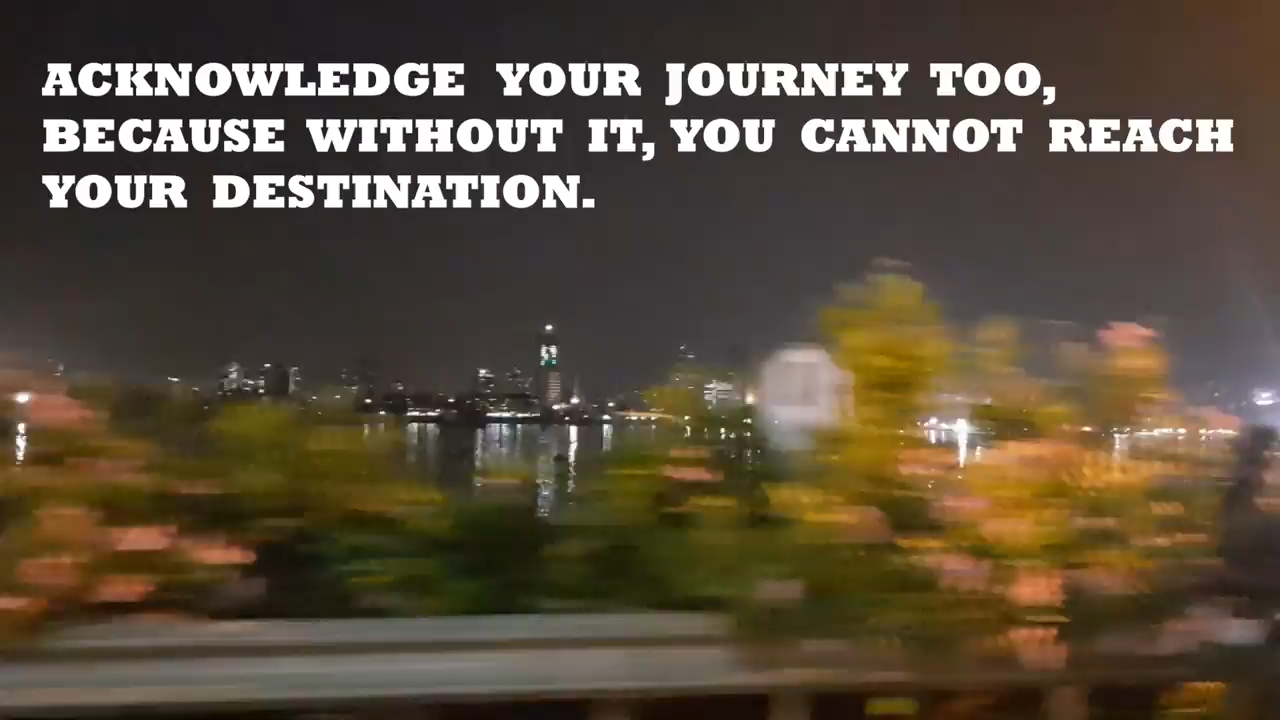 ACKNOWLEDGE YOUR JOURNEY TOO,
BECAUSE WITHOUT IT, YOU CANNOT REACH
YOUR DESTINATION.